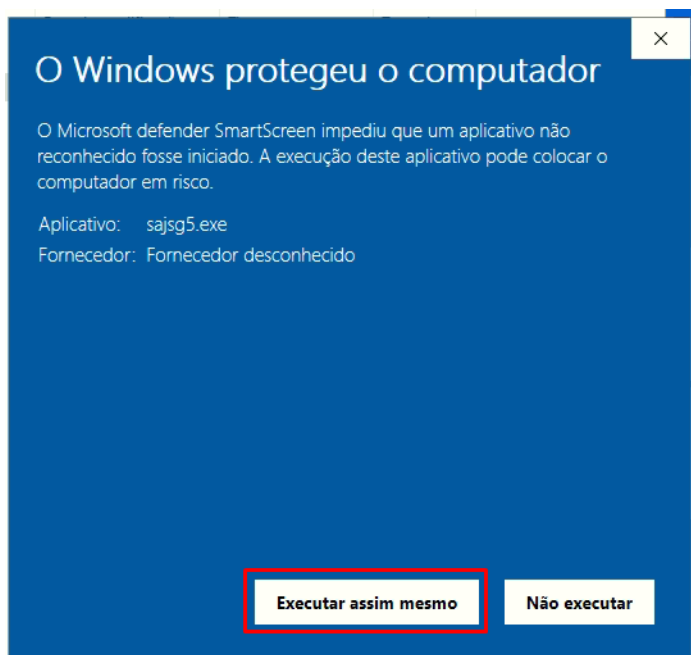 O Windows protegeu o computador
O Microsoft defender SmartScreen impediu que um aplicativo não
reconhecido fosse iniciado. A execução deste aplicativo pode colocar o
computador em risco.
Aplicativo: sajsg5.exe
Fornecedor: Fornecedor desconhecido
Executar assim mesmo Não executar